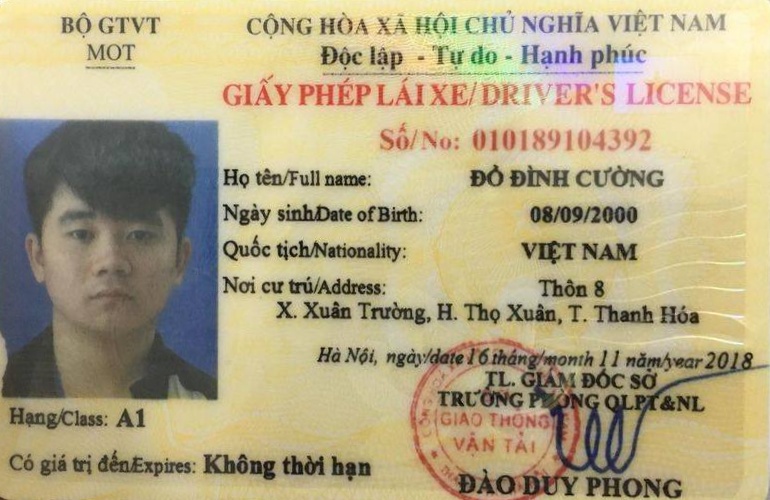 BỘ GTVT
MOT
CỘNG HÒA XÃ HỘI CHỦ NGHĨA VIỆT NAM
Độc lập - Tự do - Hạnh phúc
GIẤY PHÉP LÁI XE/DRIVER'S LICENSE
Số/No: 010189104392
Họ tên/Full name: ĐỖ ĐÌNH CƯỜNG
Ngày sinh/Date of Birth: 08/09/2000
Quốc tịch/Nationality: VIỆT NAM
Nơi cư trú/Address: Thôn 8
X. Xuân Trường, H. Thọ Xuân, T. Thanh Hóa
Hà Nội, ngày/date 16 tháng/month 11 năm/year 2018
TL. GIÁM ĐỐC SỞ
TRƯỞNG PHÒNG QLPT&NL
GIAO THÔNG
VẬN TẢI
Hạng/Class: A1
Có giá trị đến/Expires: Không thời hạn
ĐÀO DUY PHONG